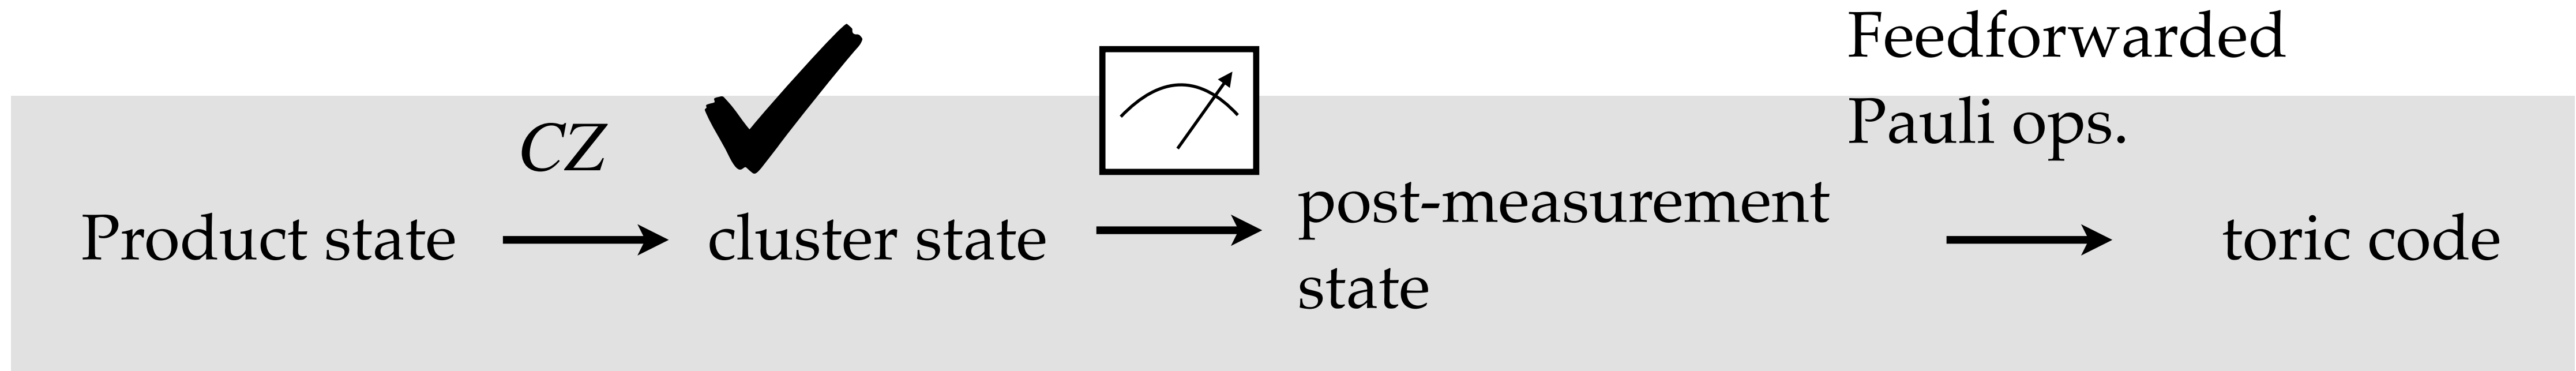 Feedforwarded
Pauli ops.
CZ
Product state
cluster state
post-measurement
state
toric code